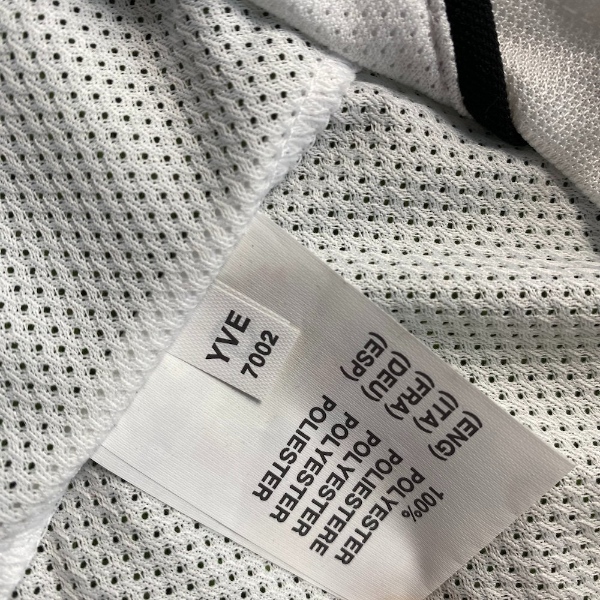 YVE
7002
100%
(ENG) POLYESTER
(ITA) POLIESTERE
(FRA) POLYESTER
(DEU) POLYESTER
(ESP) POLIESTER